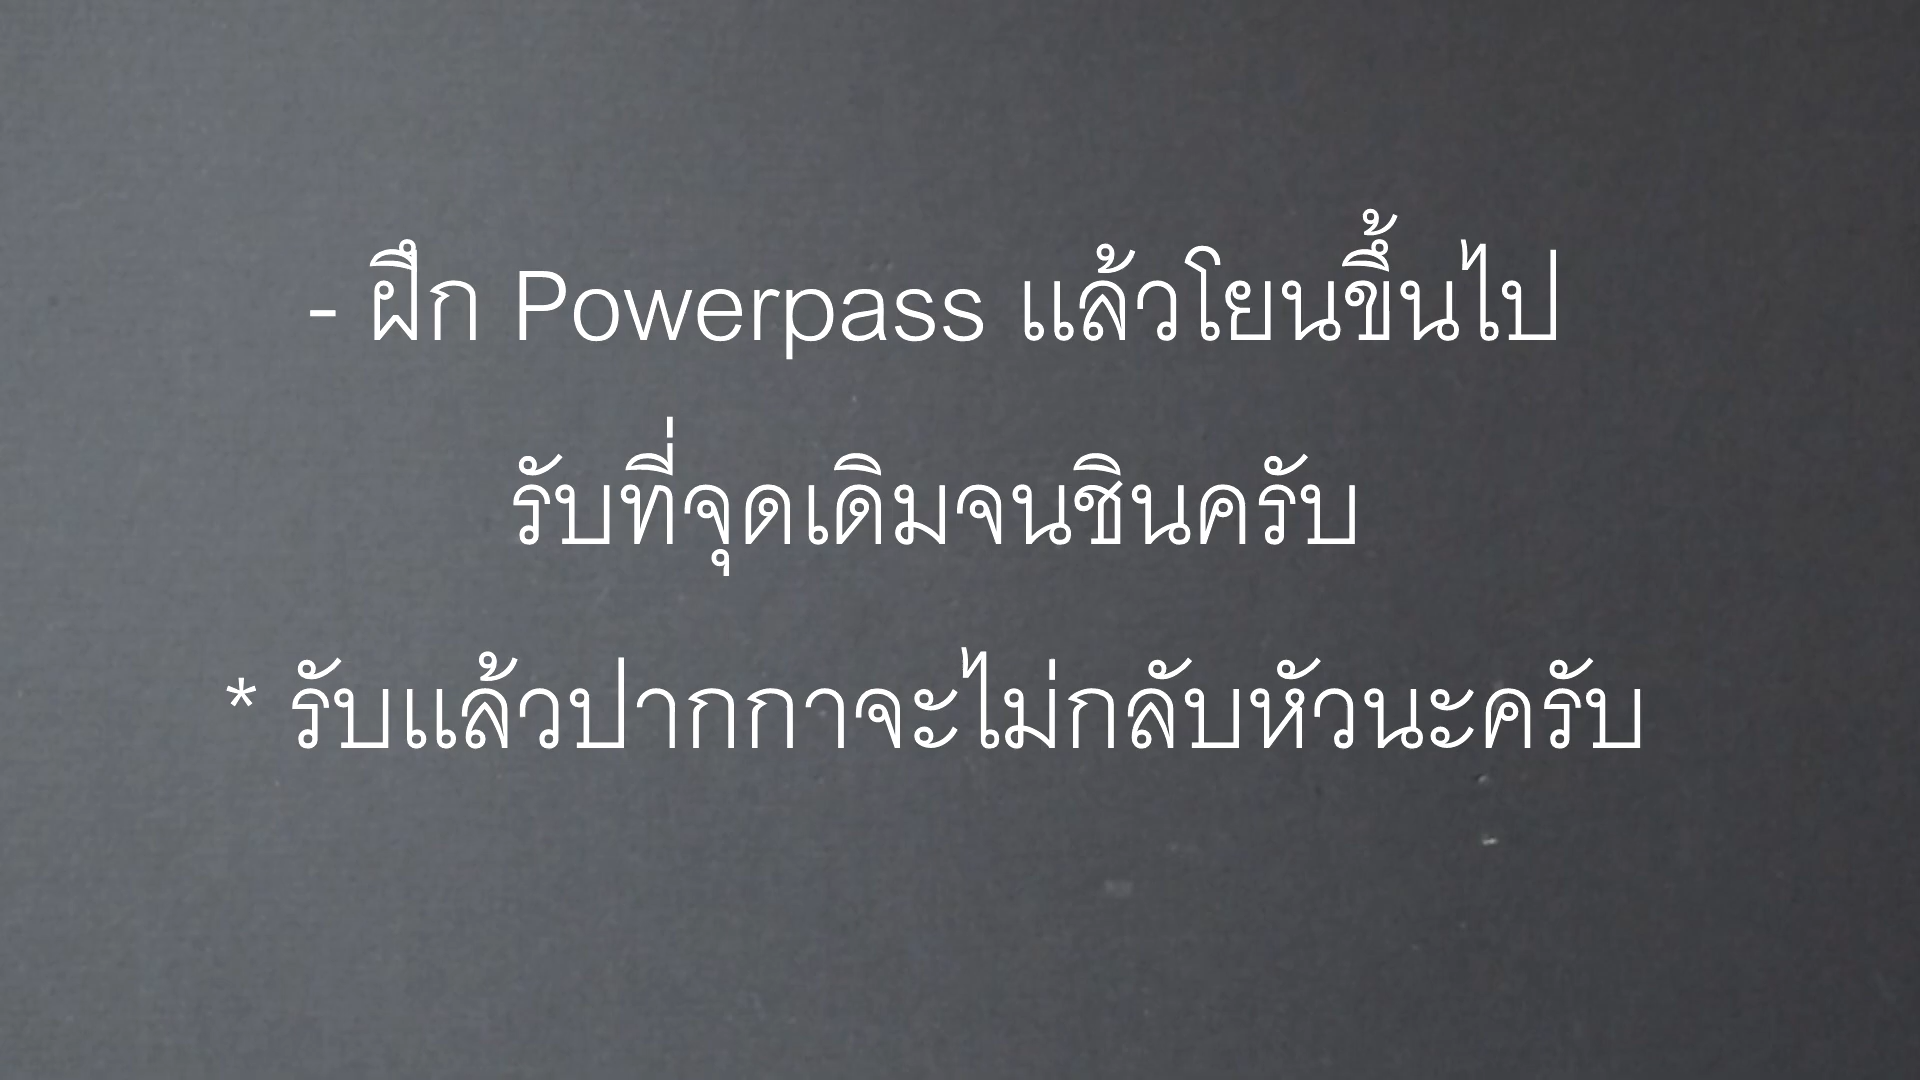 - ฝึก Powerpass แล้วโยนขึ้นไป
รับที่จุดเดิมจนชินครับ
* รับแล้วปากกาจะไม่กลับหัวนะครับ